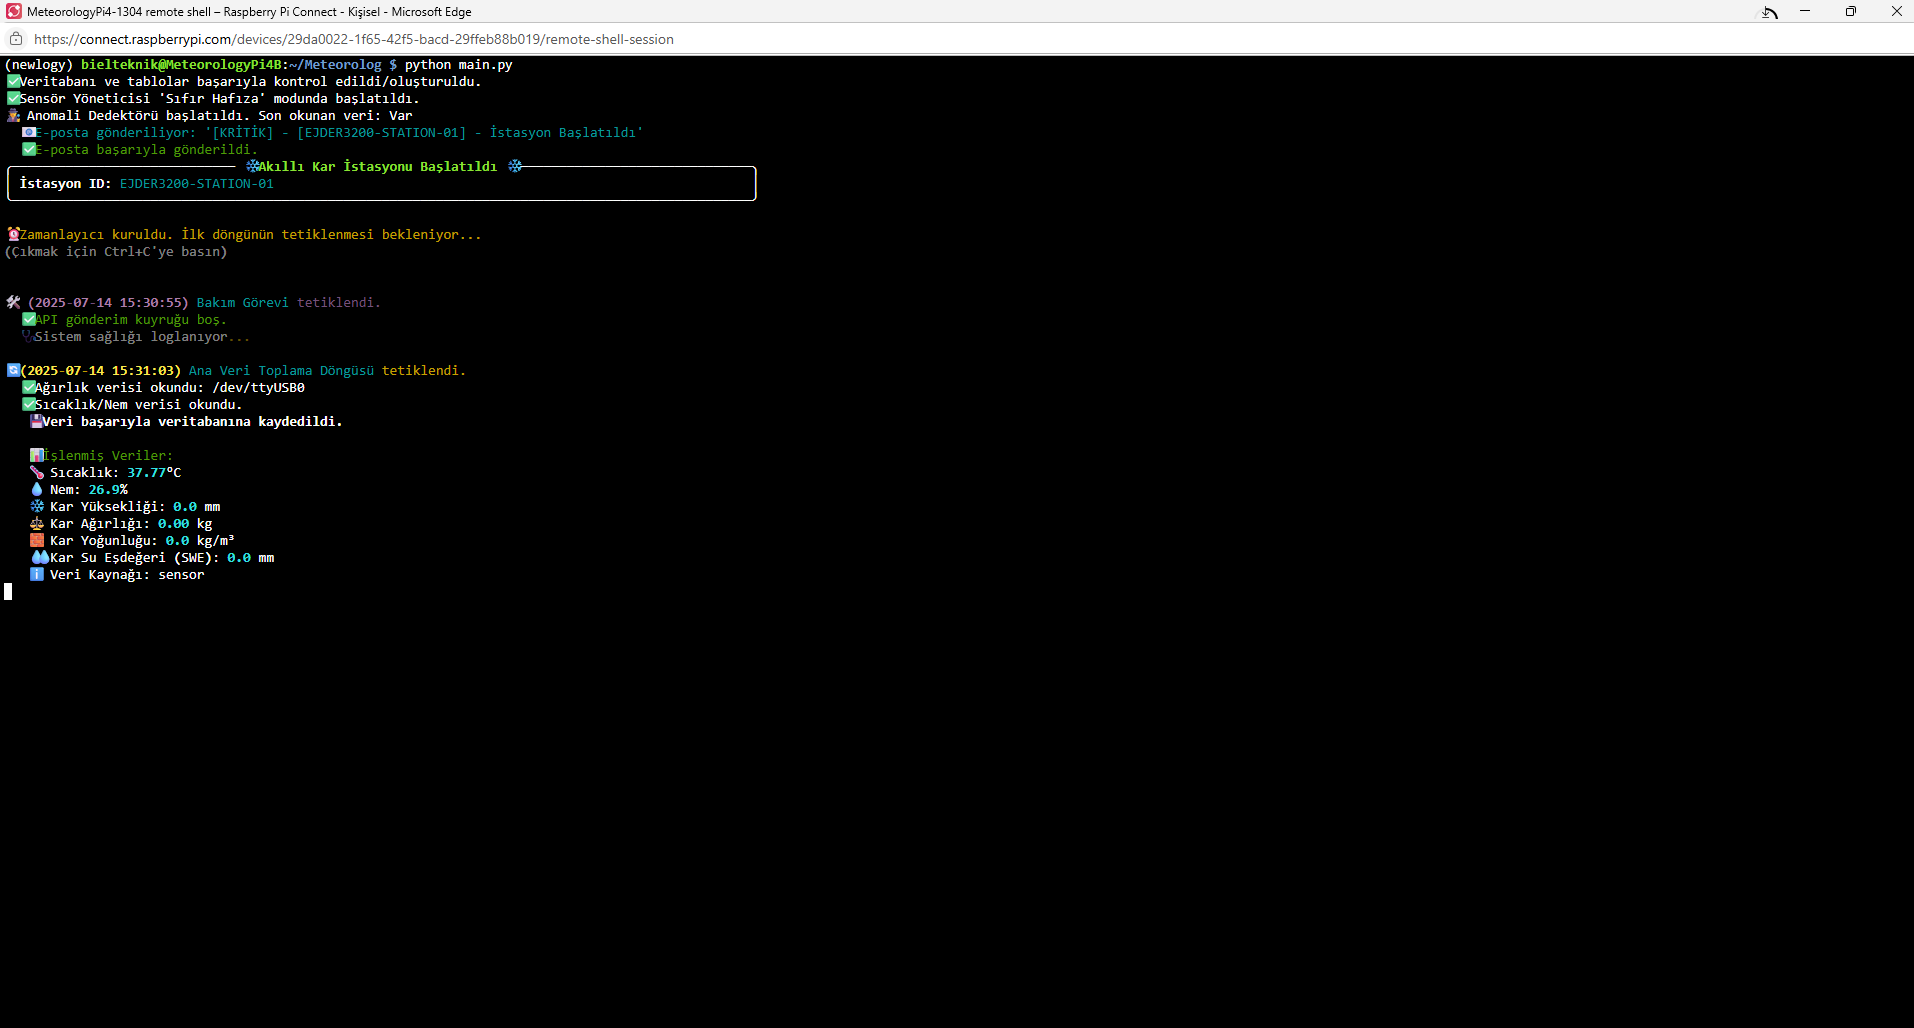 MeteorologyPi4-1304 remote shell – Raspberry Pi Connect - Kişisel - Microsoft Edge
https://connect.raspberrypi.com/devices/29da0022-1f65-42f5-bacd-29ffeb88b019/remote-shell-session
(newlogy) bielteknik@MeteorologyPi4B:~/Meteorolog $ python main.py
✅Veritabanı ve tablolar başarıyla kontrol edildi/oluşturuldu.
✅Sensör Yöneticisi 'Sıfır Hafıza' modunda başlatıldı.
Anomali Dedektörü başlatıldı. Son okunan veri: Var
E-posta gönderiliyor: '[KRİTİK] - [EJDER3200-STATION-01] - İstasyon Başlatıldı'
✅E-posta başarıyla gönderildi.
❄Akıllı Kar İstasyonu Başlatıldı ❄
İstasyon ID: EJDER3200-STATION-01
⏰Zamanlayıcı kuruldu. İlk döngünün tetiklenmesi bekleniyor...
(Çıkmak için Ctrl+C'ye basın)
🛠 (2025-07-14 15:30:55) Bakım Görevi tetiklendi.
✅API gönderim kuyruğu boş.
🩺Sistem sağlığı loglanıyor...
🔄(2025-07-14 15:31:03) Ana Veri Toplama Döngüsü tetiklendi.
✅Ağırlık verisi okundu: /dev/ttyUSB0
✅Sıcaklık/Nem verisi okundu.
💾Veri başarıyla veritabanına kaydedildi.
📊İşlenmiş Veriler:
🌡 Sıcaklık: 37.77°C
💧 Nem: 26.9%
❄ Kar Yüksekliği: 0.0 mm
⚖ Kar Ağırlığı: 0.00 kg
🧱 Kar Yoğunluğu: 0.0 kg/m³
💧💧Kar Su Eşdeğeri (SWE): 0.0 mm
ℹ Veri Kaynağı: sensor